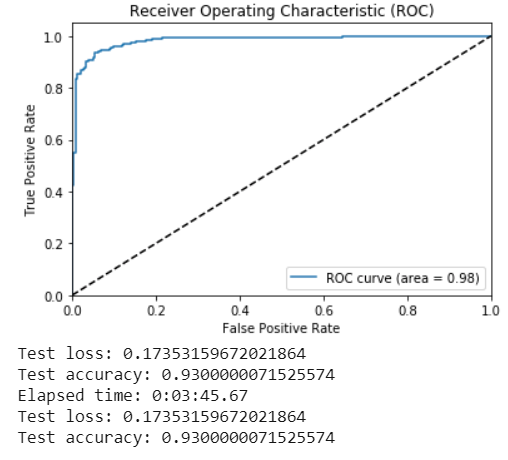 Receiver Operating Characteristic (ROC)
1.0
0.8
0.6
0.4
0.2
0.0
True Positive Rate
ROC curve (area = 0.98)
0.0 0.2 0.4 0.6 0.8 1.0
False Positive Rate
Test loss: 0.17353159672021864
Test accuracy: 0.9300000071525574
Elapsed time: 0:03:45.67
Test loss: 0.17353159672021864
Test accuracy: 0.9300000071525574